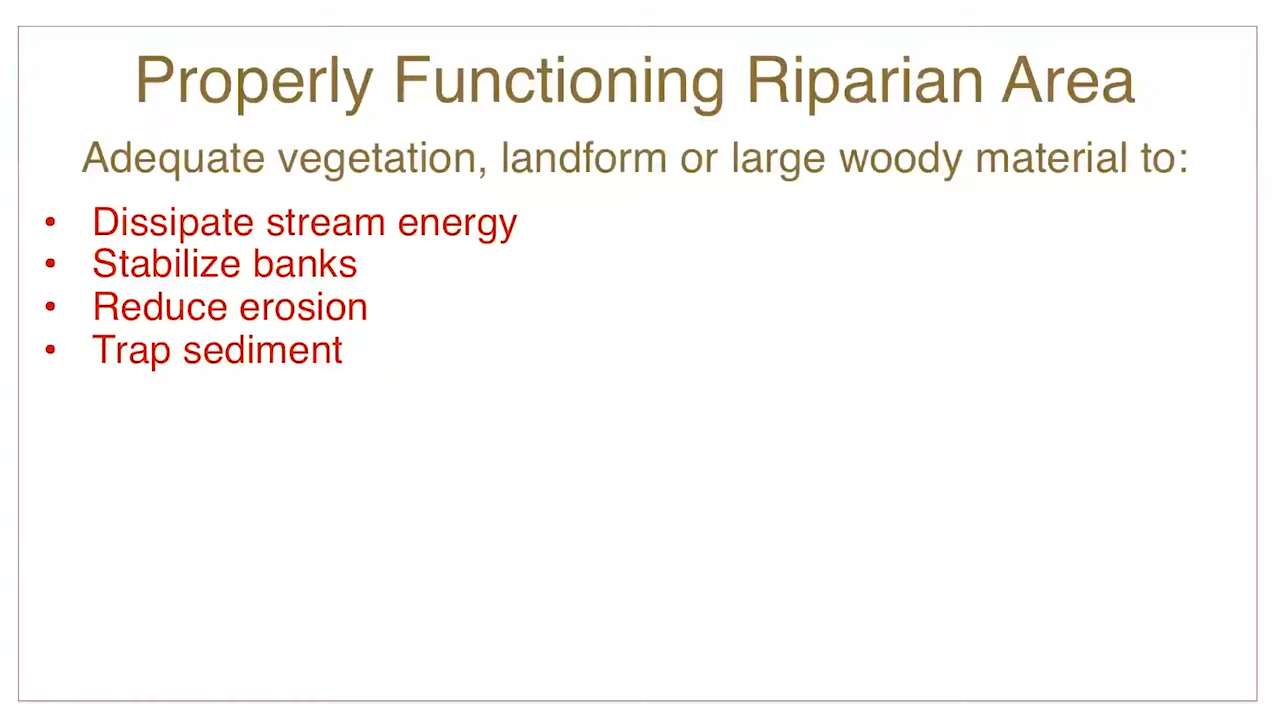 Properly Functioning Riparian Area
Adequate vegetation, landform or large woody material to:
• Dissipate stream energy
• Stabilize banks
• Reduce erosion
• Trap sediment